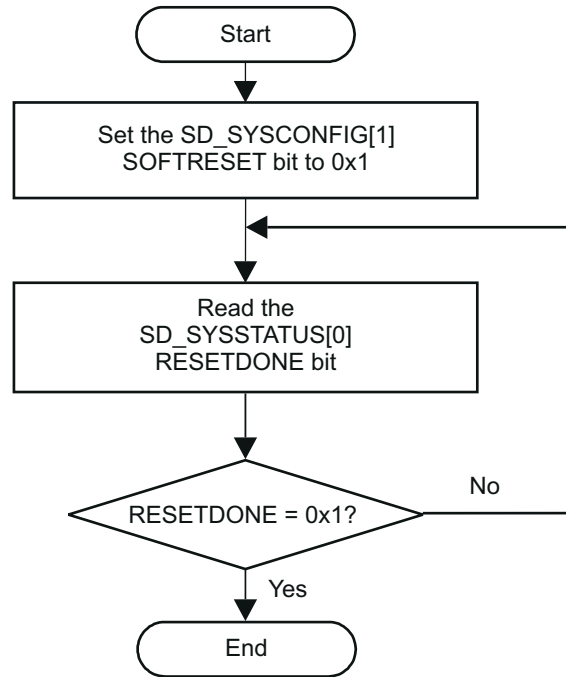 Start
Set the SD_SYSCONFIG[1]
SOFTRESET bit to 0x1
Read the
SD_SYSSTATUS[0]
RESETDONE bit
RESETDONE = 0x1?
No
Yes
End